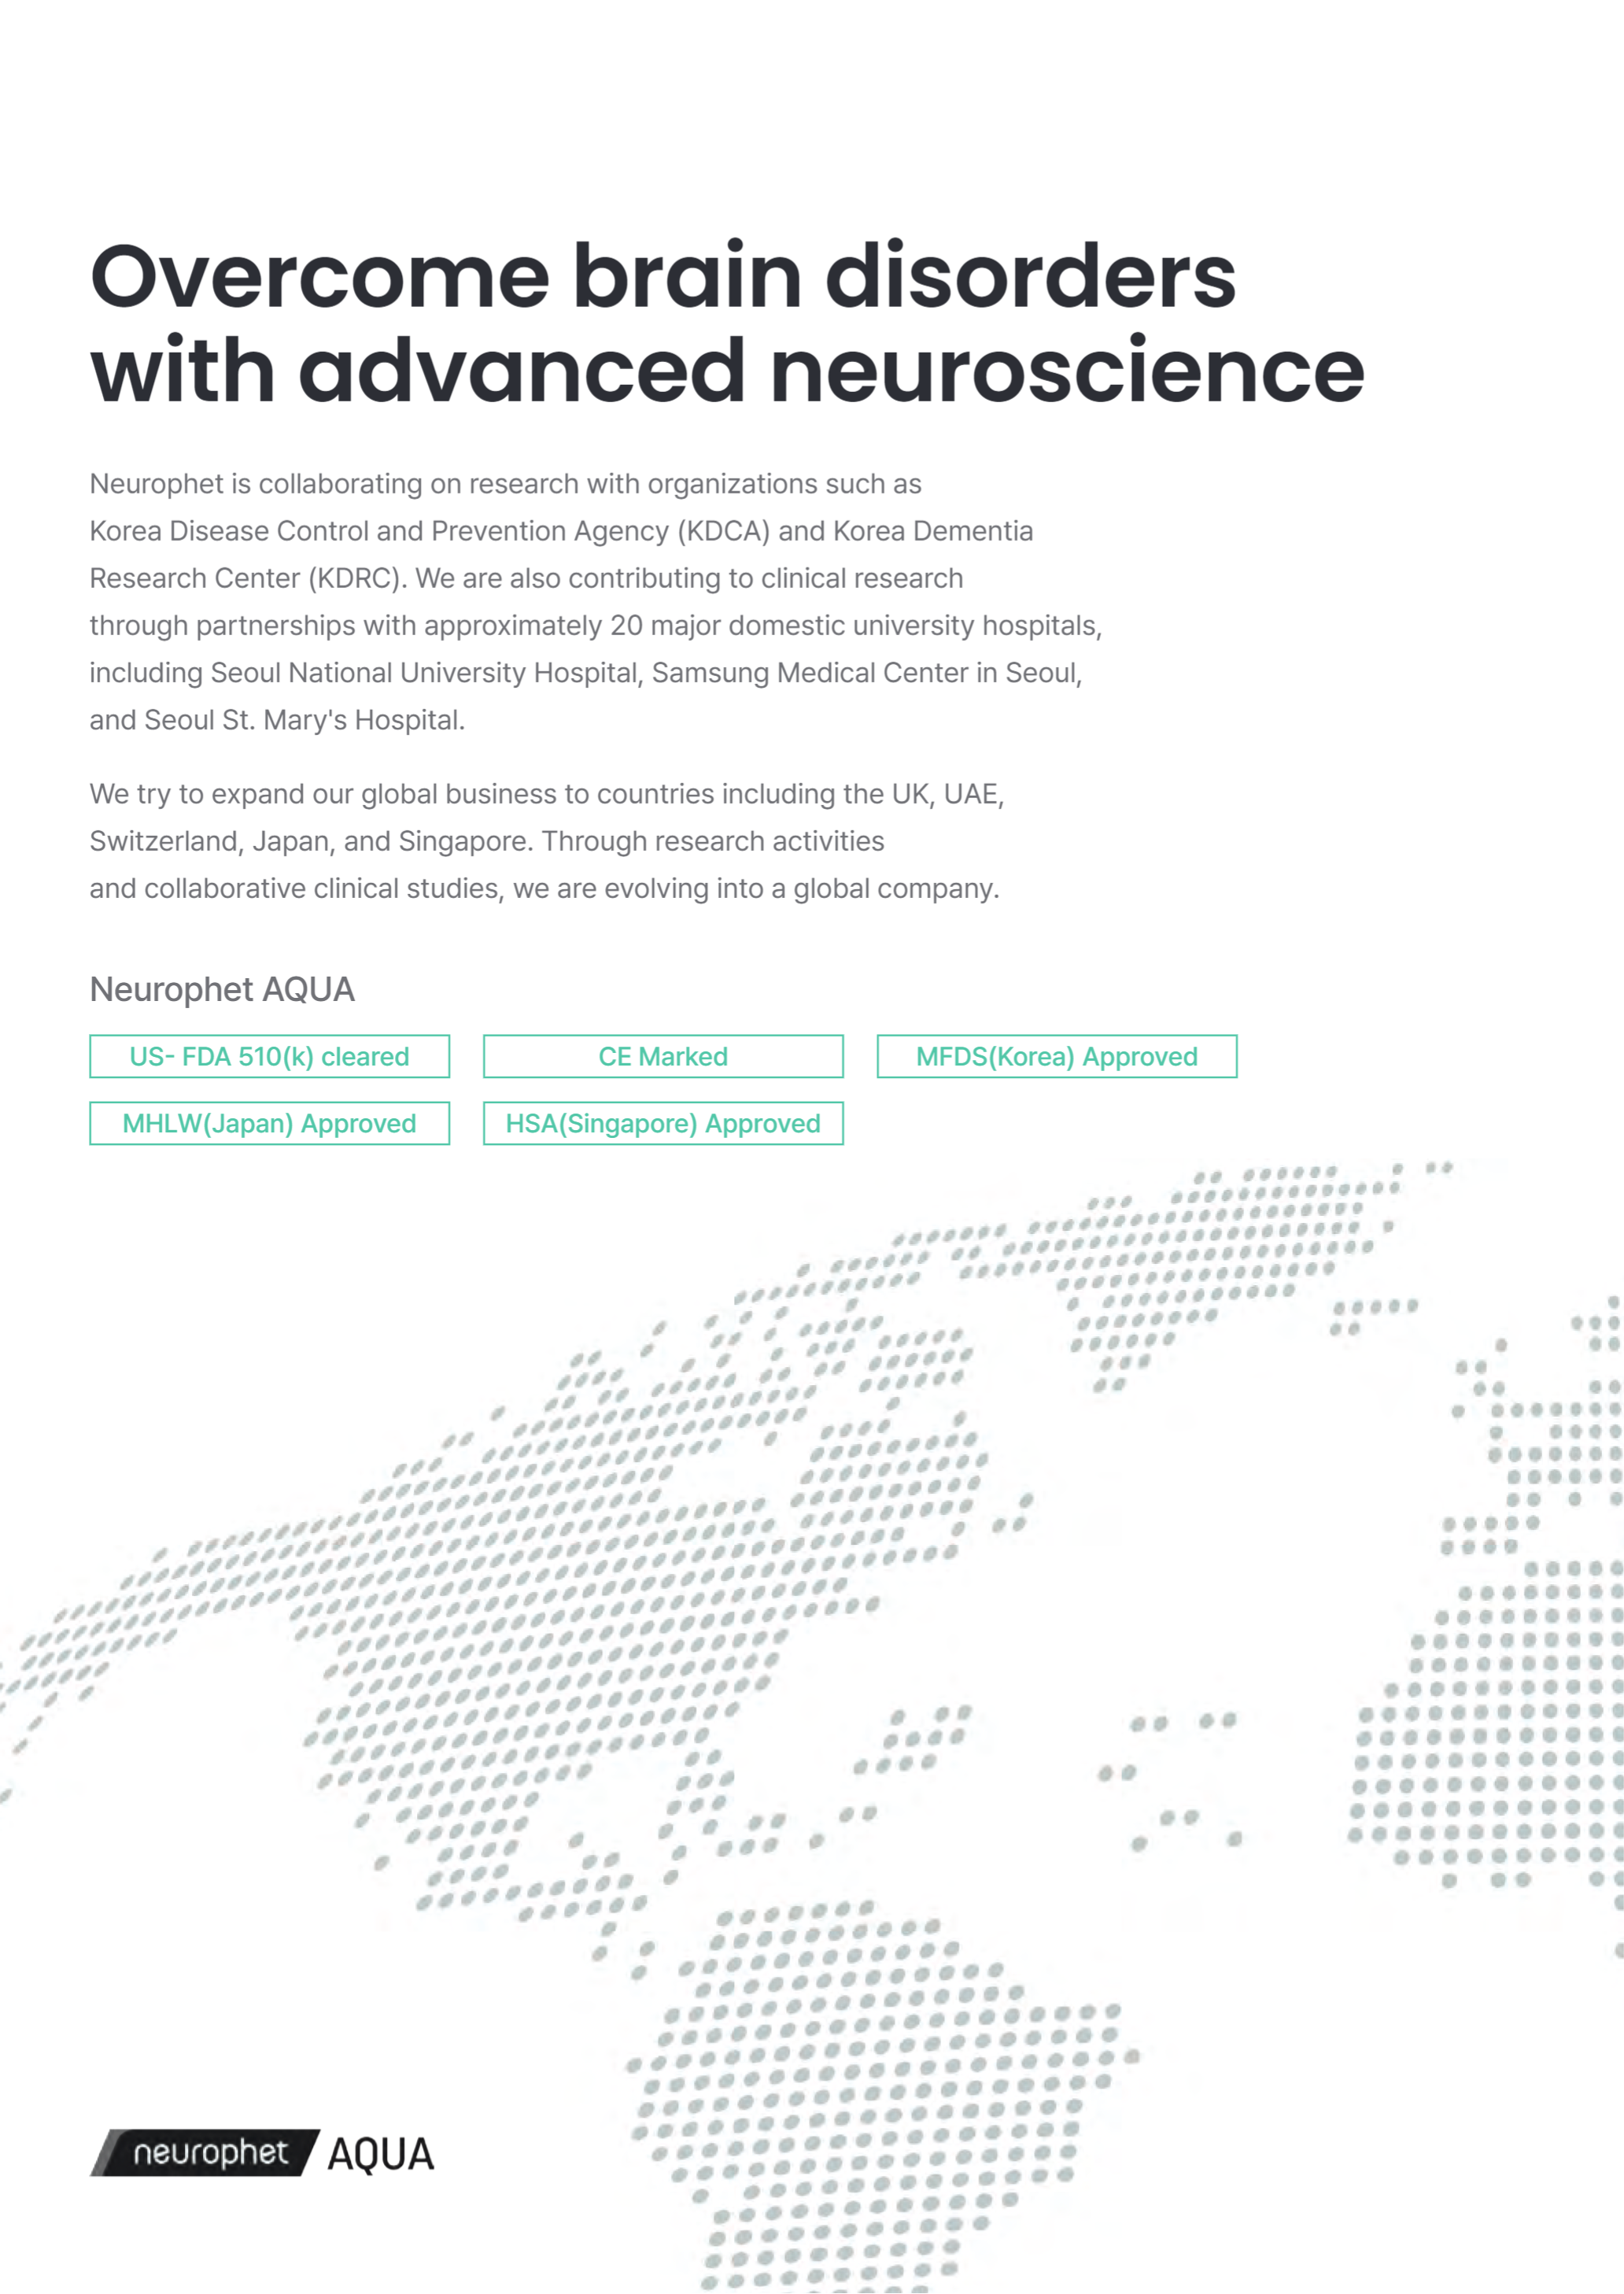 Overcome brain disorders
with advanced neuroscience
Neurophet is collaborating on research with organizations such as
Korea Disease Control and Prevention Agency (KDCA) and Korea Dementia
Research Center (KDRC). We are also contributing to clinical research
through partnerships with approximately 20 major domestic university hospitals,
including Seoul National University Hospital, Samsung Medical Center in Seoul,
and Seoul St. Mary's Hospital.
We try to expand our global business to countries including the UK, UAE,
Switzerland, Japan, and Singapore. Through research activities
and collaborative clinical studies, we are evolving into a global company.
Neurophet AQUA
US- FDA 510(k) cleared
CE Marked
MFDS(Korea) Approved
MHLW(Japan) Approved
HSA(Singapore) Approved
neurophet AQUA